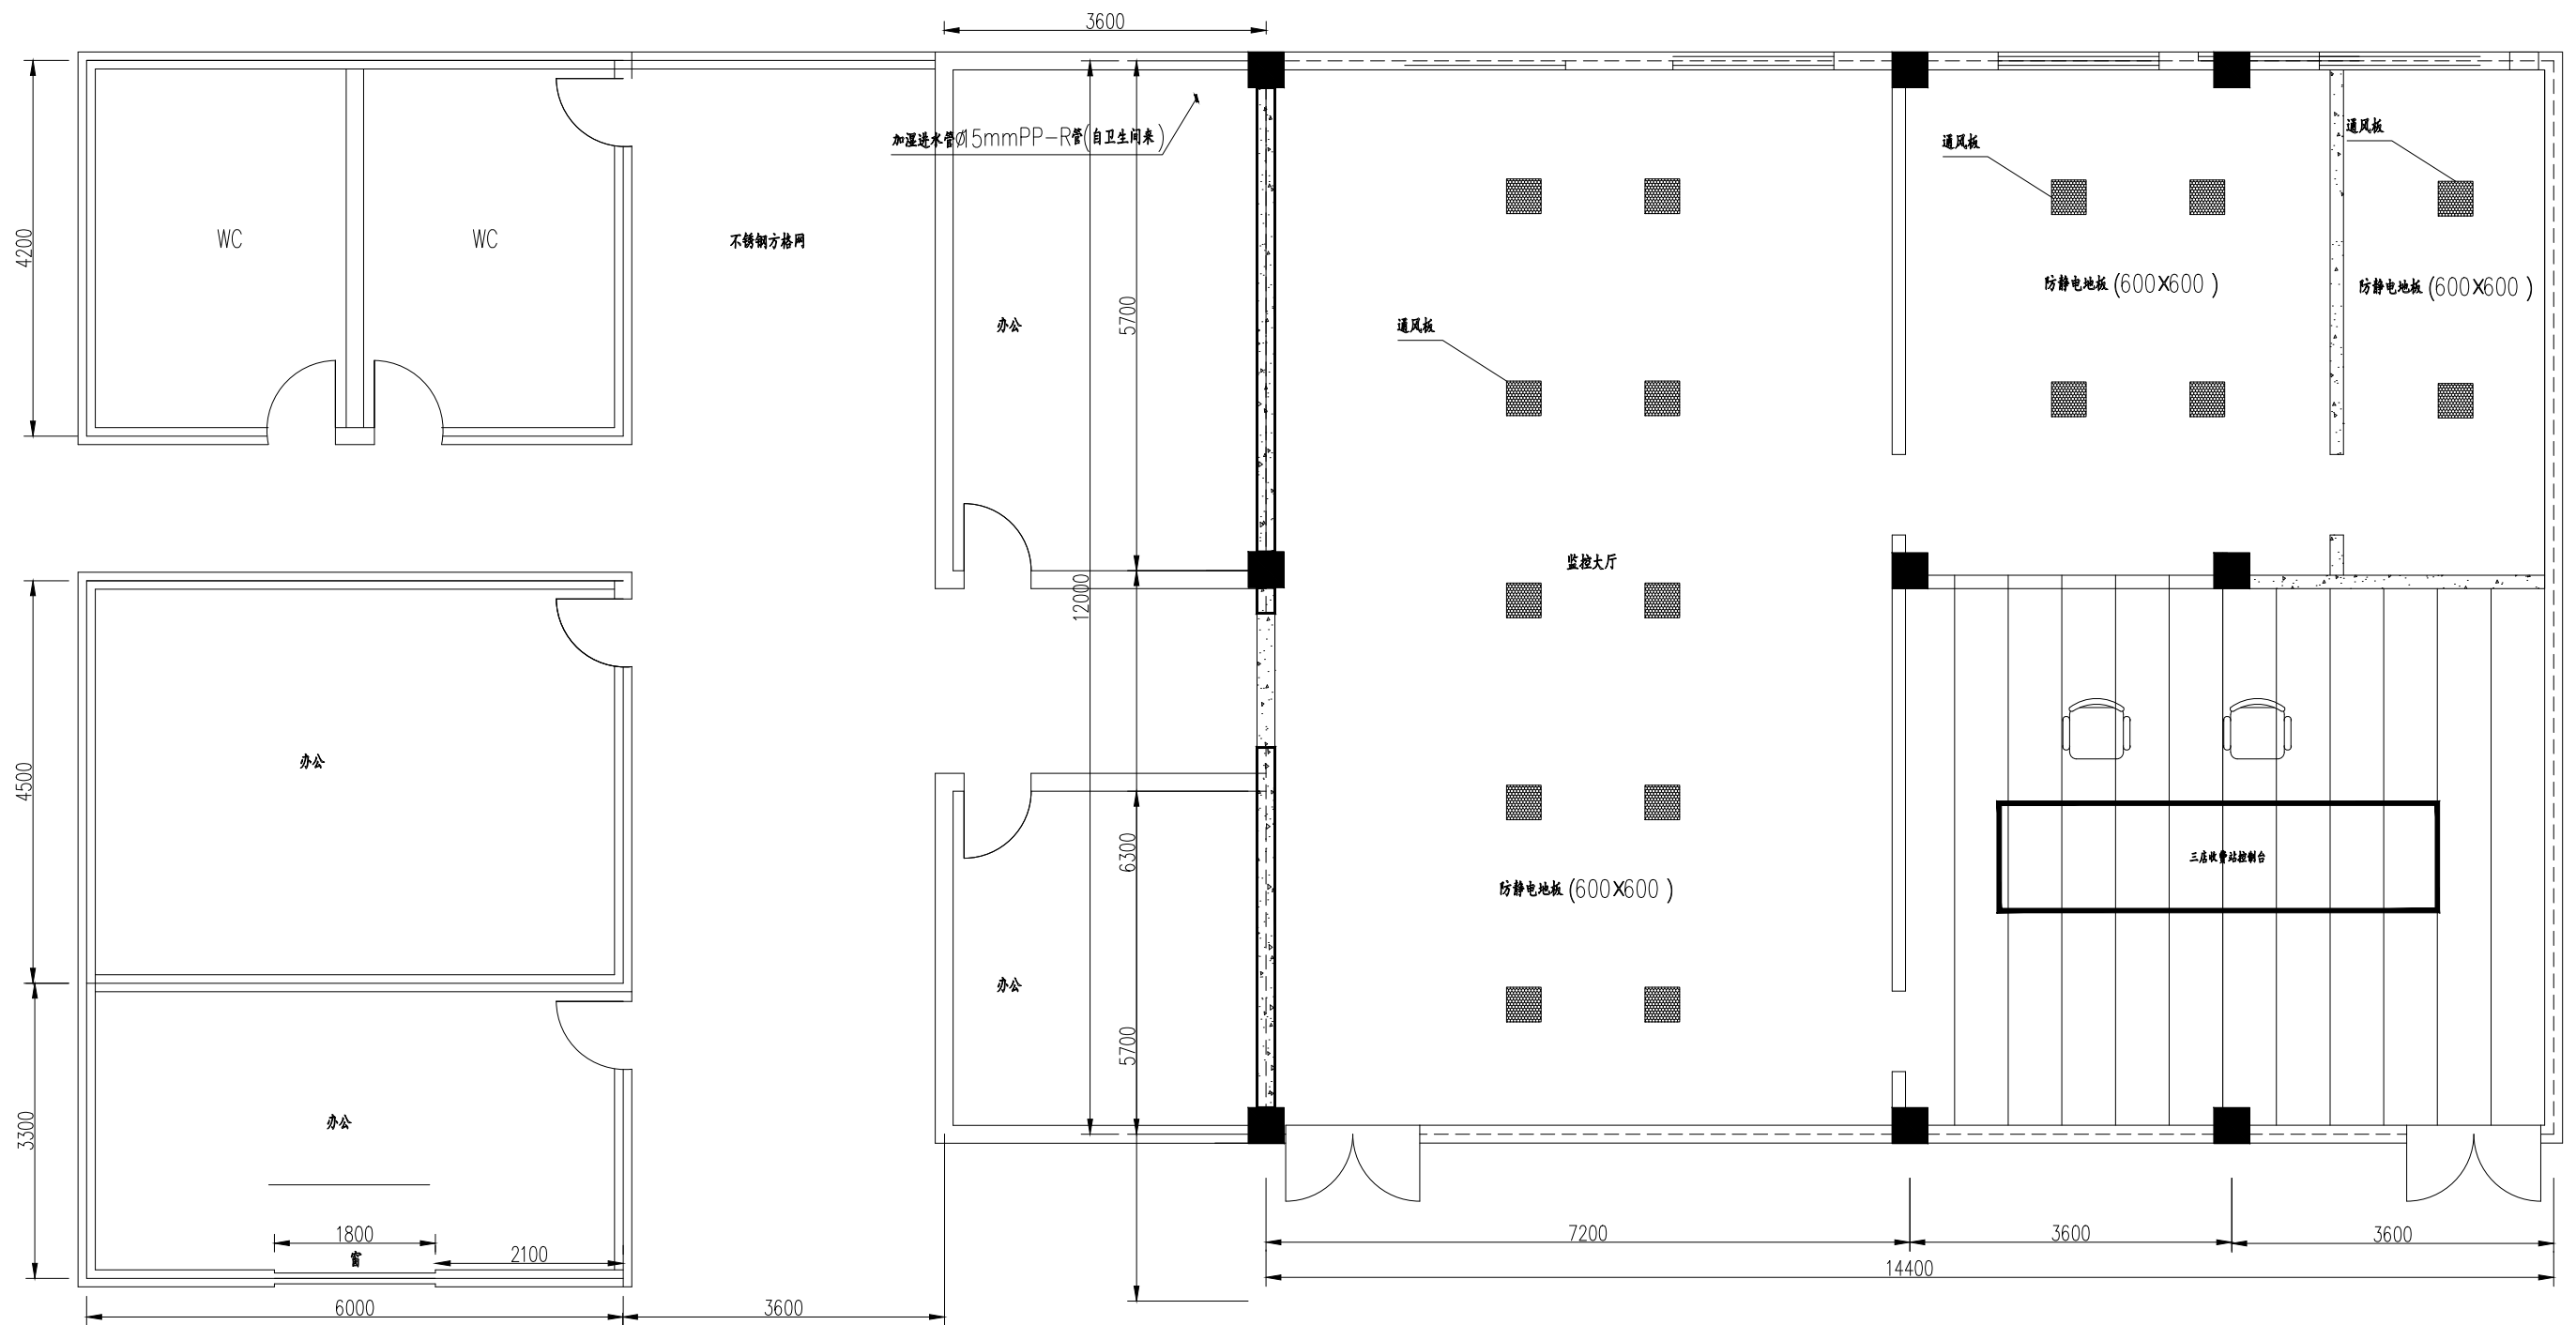 3600
加湿进水管Ø15mmPP-R管(自卫生间来)
通风板
通风板
WC
WC
不锈钢方格网
4200
防静电地板(600X600)
防静电地板(600X600)
办公
5700
通风板
监控大厅
12000
办公
4500
三店收费站控制台
6300
防静电地板(600X600)
办公
5700
办公
3300
1800
窗
2100
7200
3600
3600
14400
6000
3600